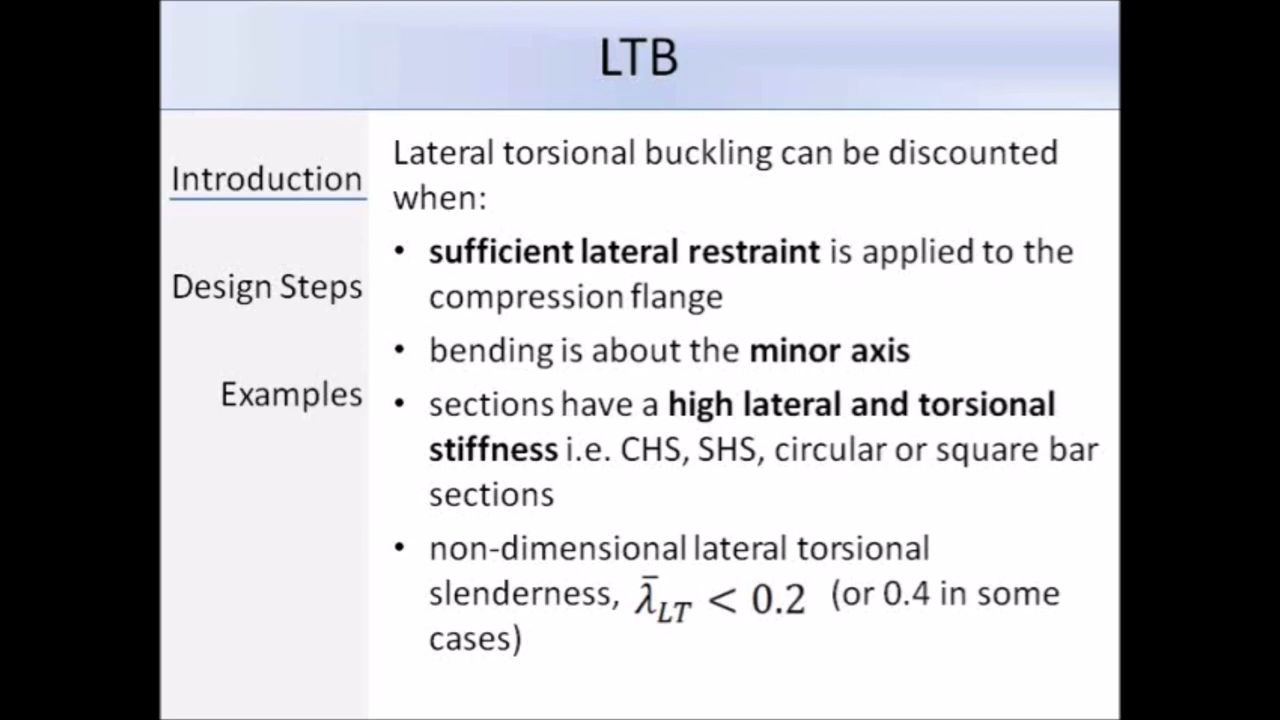 LTB
Introduction
Design Steps
Examples
Lateral torsional buckling can be discounted
when:
• sufficient lateral restraint is applied to the
compression flange
• bending is about the minor axis
• sections have a high lateral and torsional
stiffness i.e. CHS, SHS, circular or square bar
sections
• non-dimensional lateral torsional
slenderness, λ̄_LT < 0.2 (or 0.4 in some
cases)